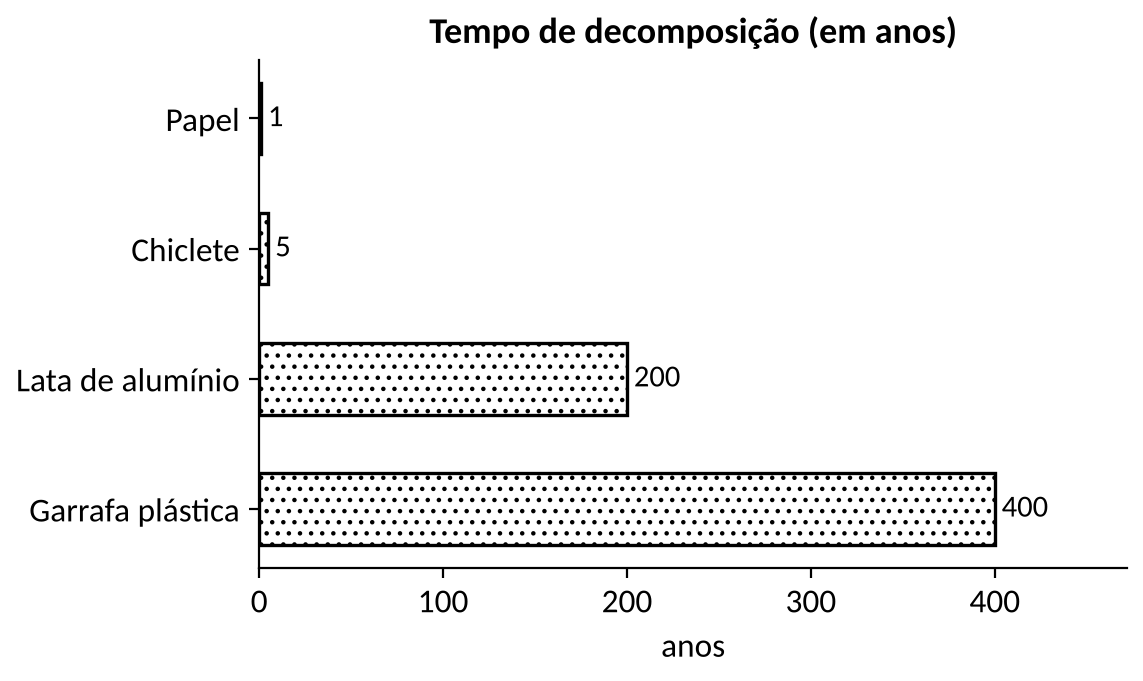 Tempo de decomposição (em anos)
Papel 1
Chiclete 5
Lata de alumínio 200
Garrafa plástica 400
0 100 200 300 400
anos